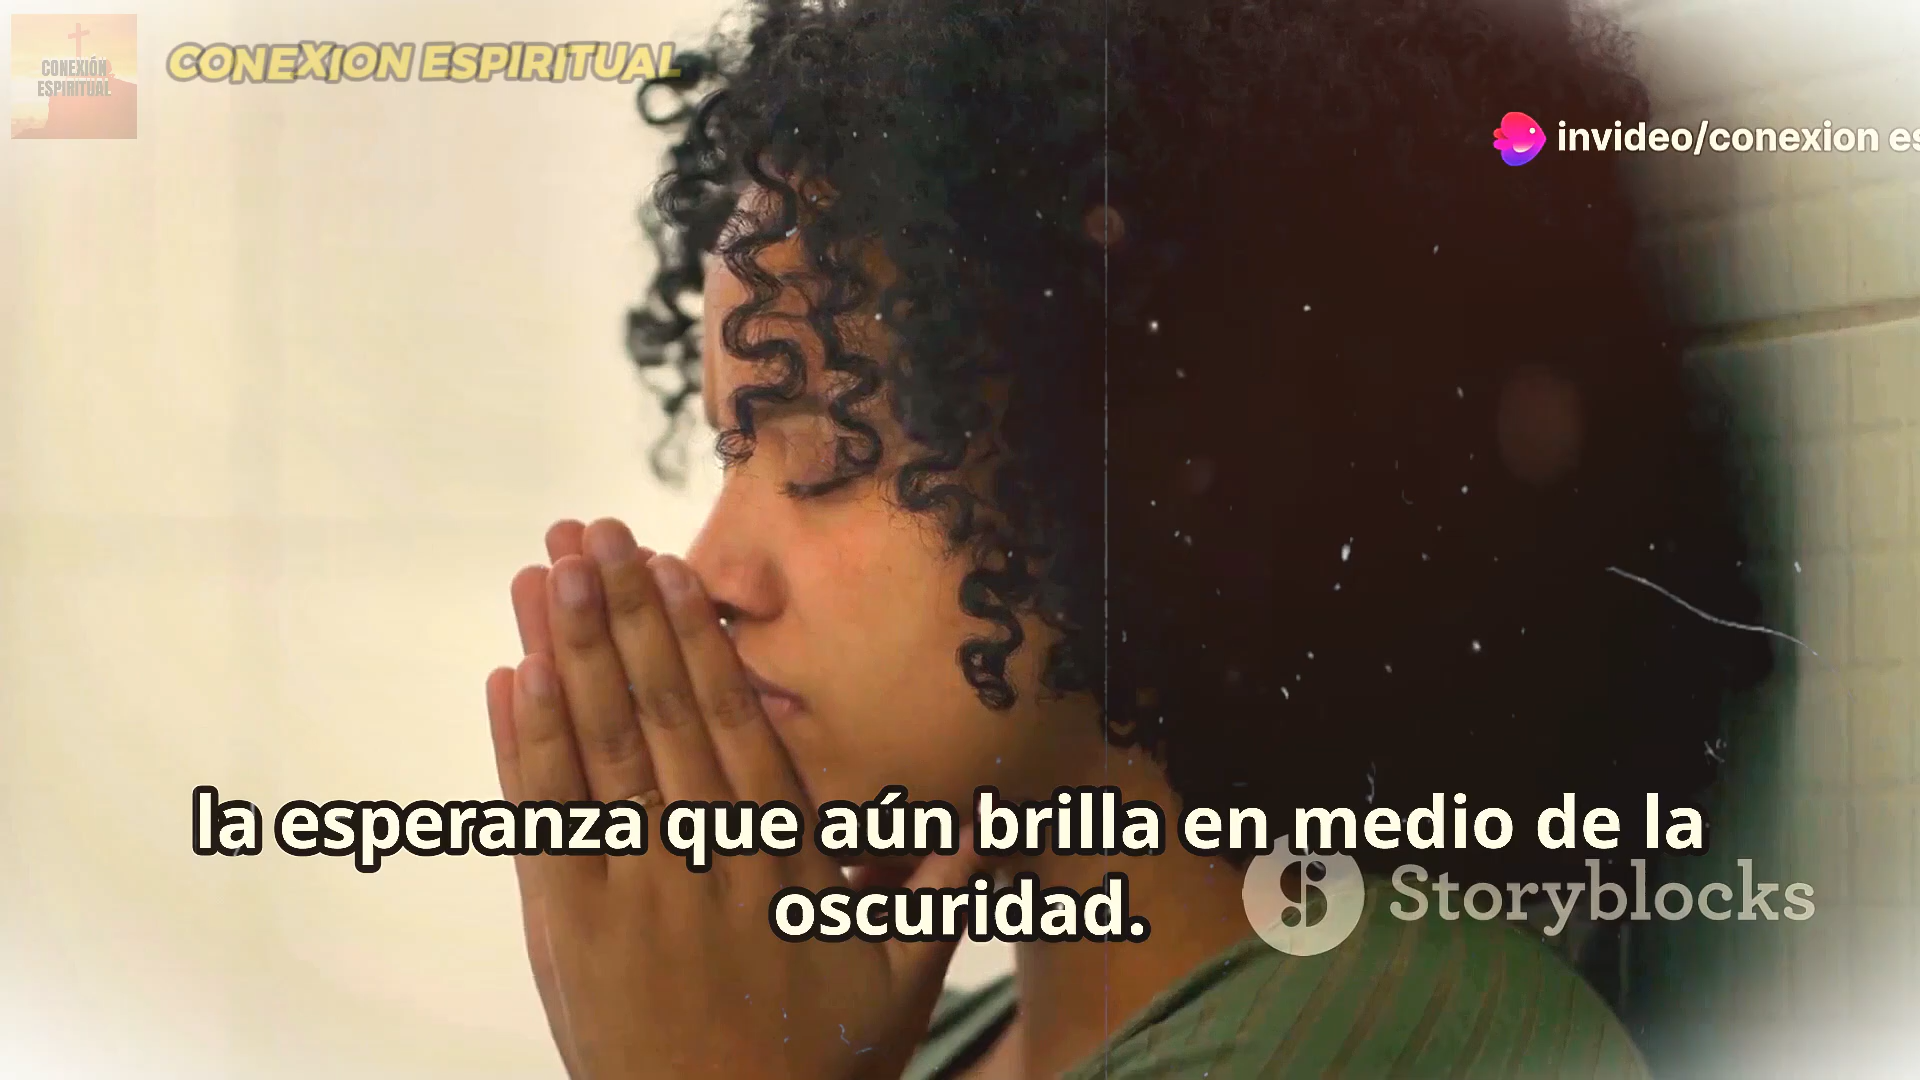 CONEXIÓN
ESPIRITUAL
CONEXION ESPIRITUAL
invideo/conexion es
la esperanza que aún brilla en medio de la
oscuridad.
Storyblocks